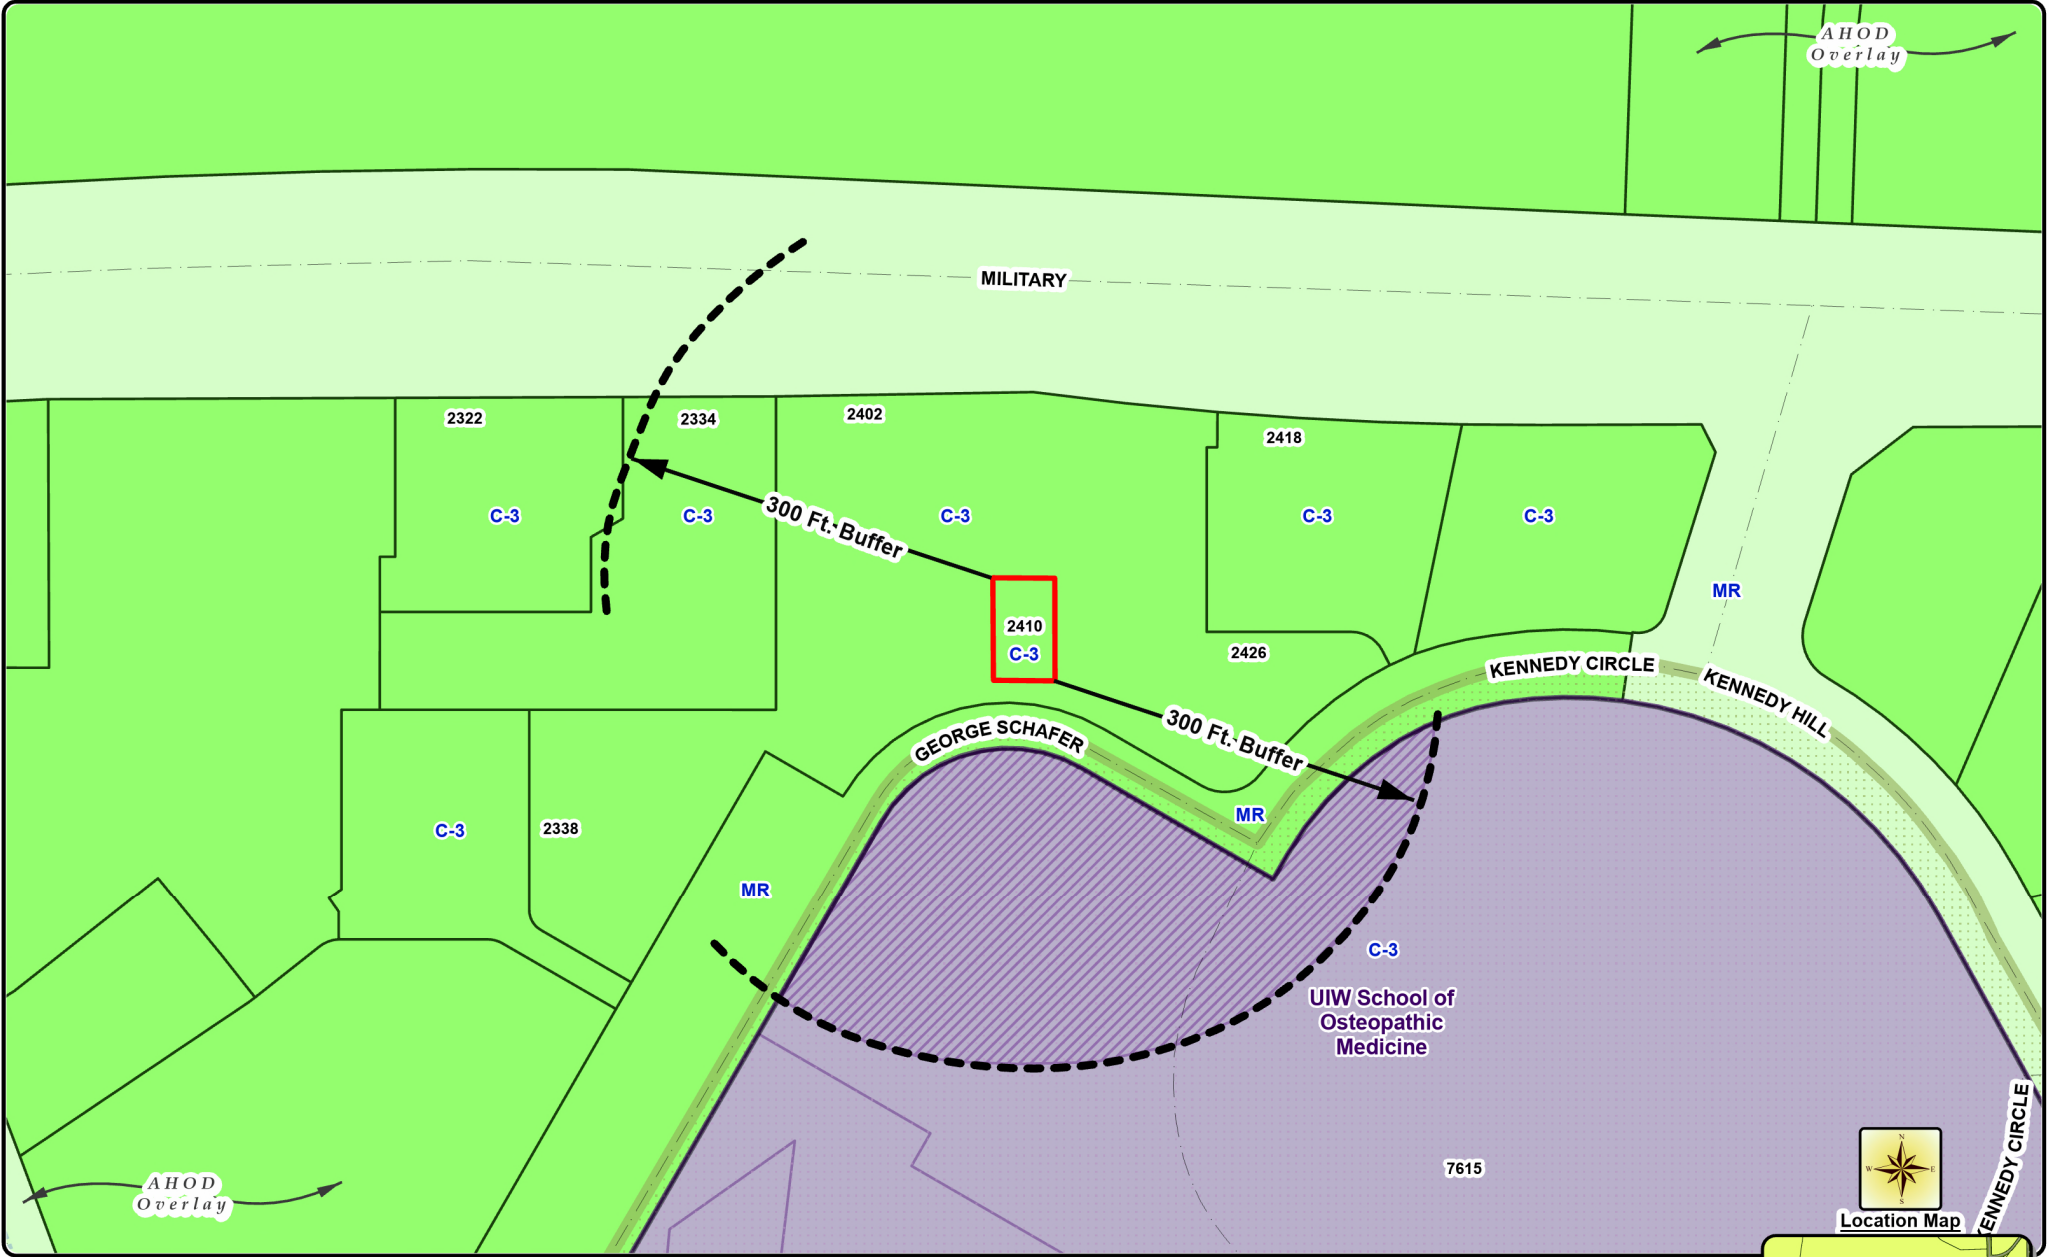 AHOD
Overlay
MILITARY
2322
2334
2402
2418
C-3
C-3
C-3
C-3
C-3
300 Ft. Buffer
MR
2410
C-3
2426
KENNEDY CIRCLE
KENNEDY HILL
300 Ft. Buffer
GEORGE SCHAFER
MR
C-3
2338
MR
C-3
UIW School of
Osteopathic
Medicine
7615
KENNEDY CIRCLE
AHOD
Overlay
N
W
E
S
Location Map